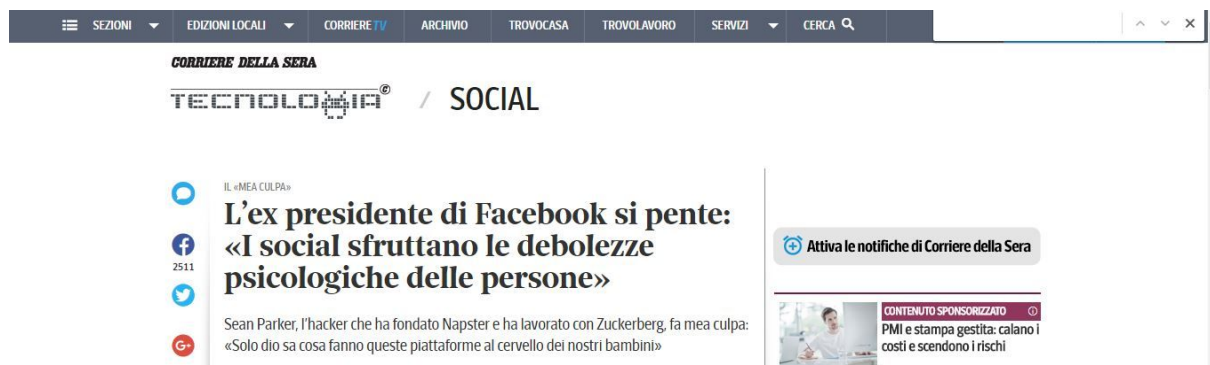 SEZIONI EDIZIONI LOCALI CORRIERE TV ARCHIVIO TROVOCASA TROVOLAVORO SERVIZI CERCA
CORRIERE DELLA SERA
TECNOLOGIA © / SOCIAL
IL «MEA CULPA»
L'ex presidente di Facebook si pente:
«I social sfruttano le debolezze
psicologiche delle persone»
2511
Sean Parker, l'hacker che ha fondato Napster e ha lavorato con Zuckerberg, fa mea culpa:
«Solo dio sa cosa fanno queste piattaforme al cervello dei nostri bambini»
G+
Attiva le notifiche di Corriere della Sera
CONTENUTO SPONSORIZZATO
PMI e stampa gestita: calano i
costi e scendono i rischi